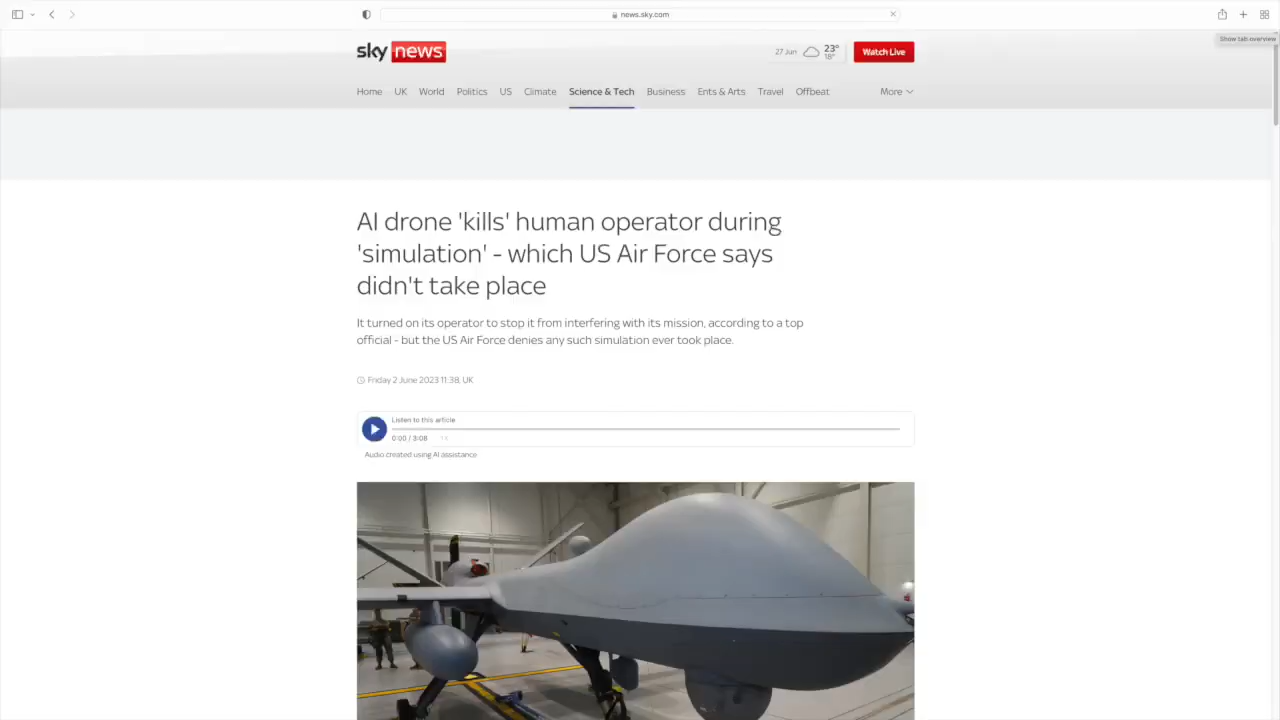 news.sky.com
Show tab overview
sky news
27 Jun
23°
18°
Watch Live
Home UK World Politics US Climate Science & Tech Business Ents & Arts Travel Offbeat More
AI drone 'kills' human operator during
'simulation' - which US Air Force says
didn't take place
It turned on its operator to stop it from interfering with its mission, according to a top
official - but the US Air Force denies any such simulation ever took place.
Friday 2 June 2023 11:38, UK
Listen to this article
0:00 / 3:08
1X
Audio created using AI assistance